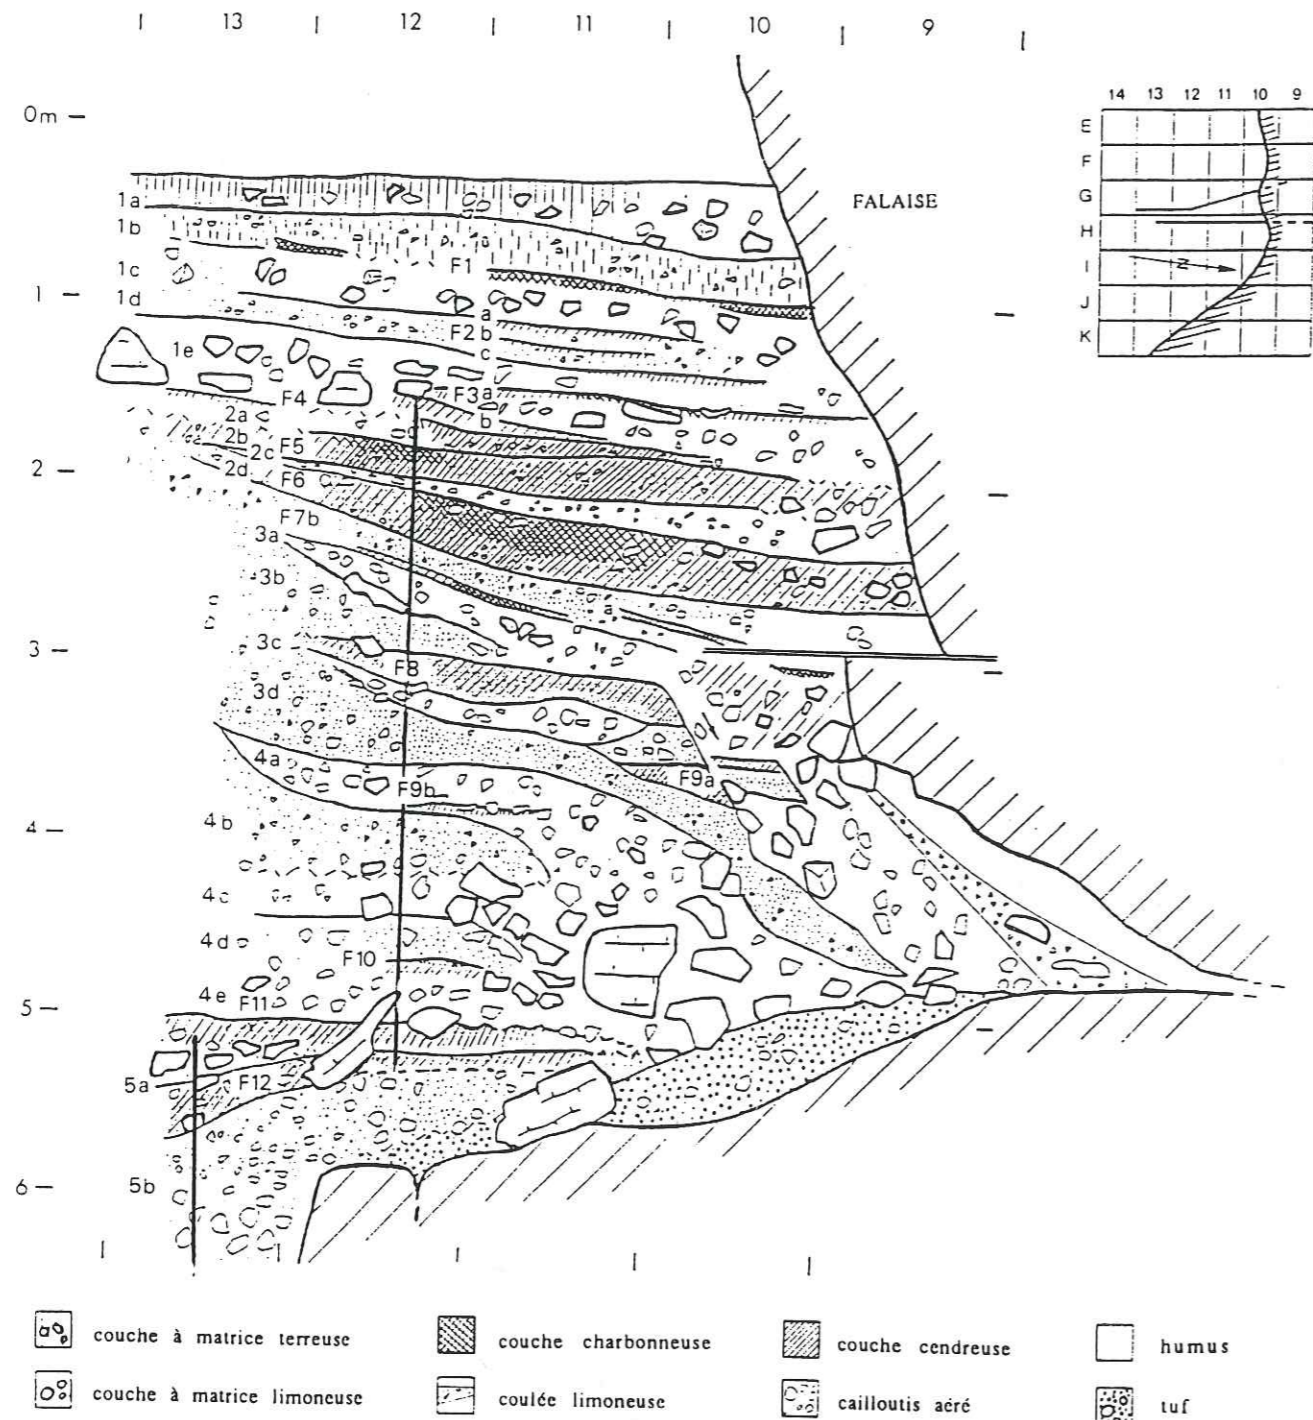 13 12 11 10 9
0m
FALAISE
14 13 12 11 10 9
E
F
G
H
I
J
K
N
1a
1b
F1
1c
1
1d
a
F2 b
c
1e
F3a
F4
2a
b
2b
F5
2c
2
2d
F6
F7b
3a
3b
a
3
3c
F8
3d
4a
F9a
F9b
4
4b
4c
4d
F10
4e
F11
5
5a
F12
6
5b
couche à matrice terreuse
couche charbonneuse
couche cendreuse
humus
couche à matrice limoneuse
coulée limoneuse
cailloutis aéré
tuf